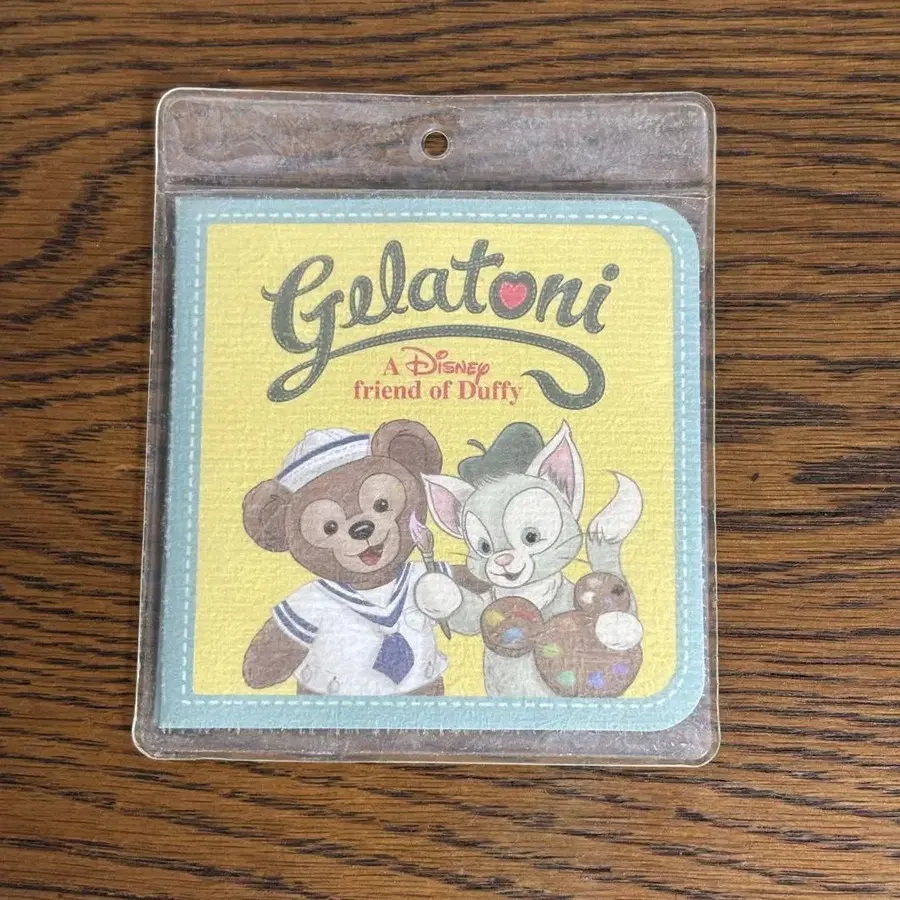 Gelatoni
A Disney
friend of Duffy